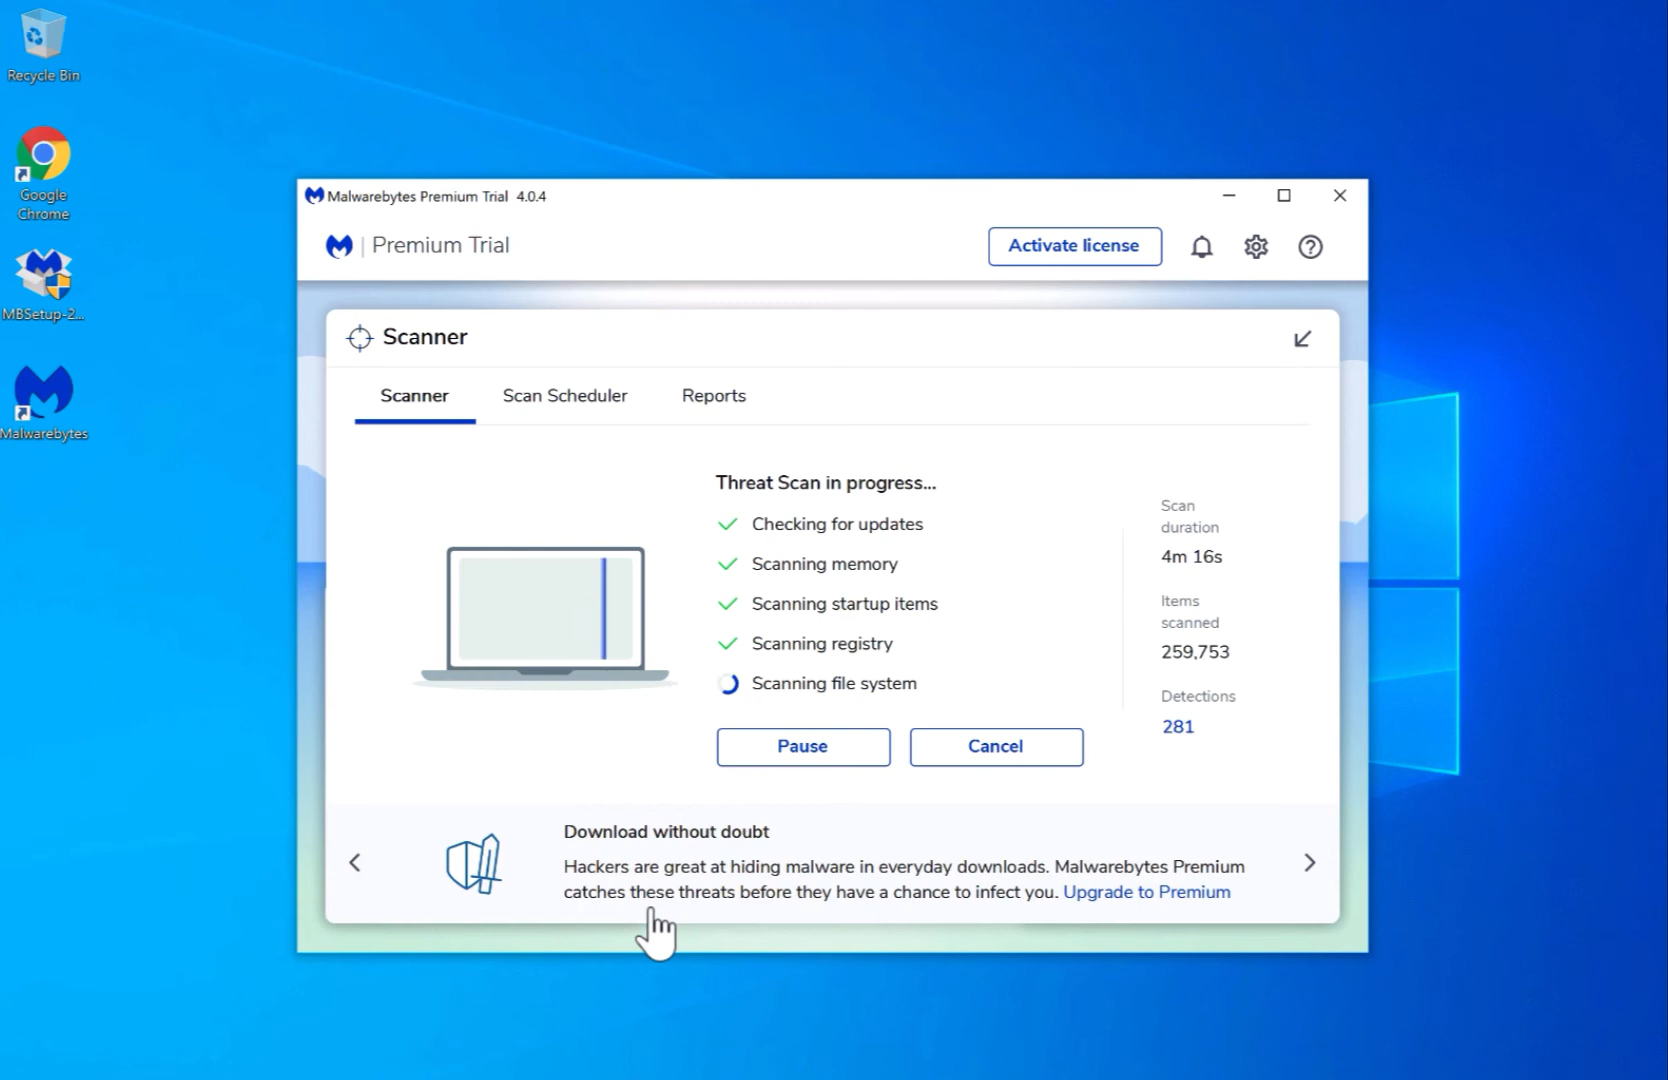 Recycle Bin
Google
Chrome
MBSetup-2...
Malwarebytes
Malwarebytes Premium Trial 4.0.4
Premium Trial
Activate license
Scanner
Scanner
Scan Scheduler
Reports
Threat Scan in progress...
Checking for updates
Scanning memory
Scanning startup items
Scanning registry
Scanning file system
Pause
Cancel
Scan
duration
4m 16s
Items
scanned
259,753
Detections
281
Download without doubt
Hackers are great at hiding malware in everyday downloads. Malwarebytes Premium
catches these threats before they have a chance to infect you. Upgrade to Premium